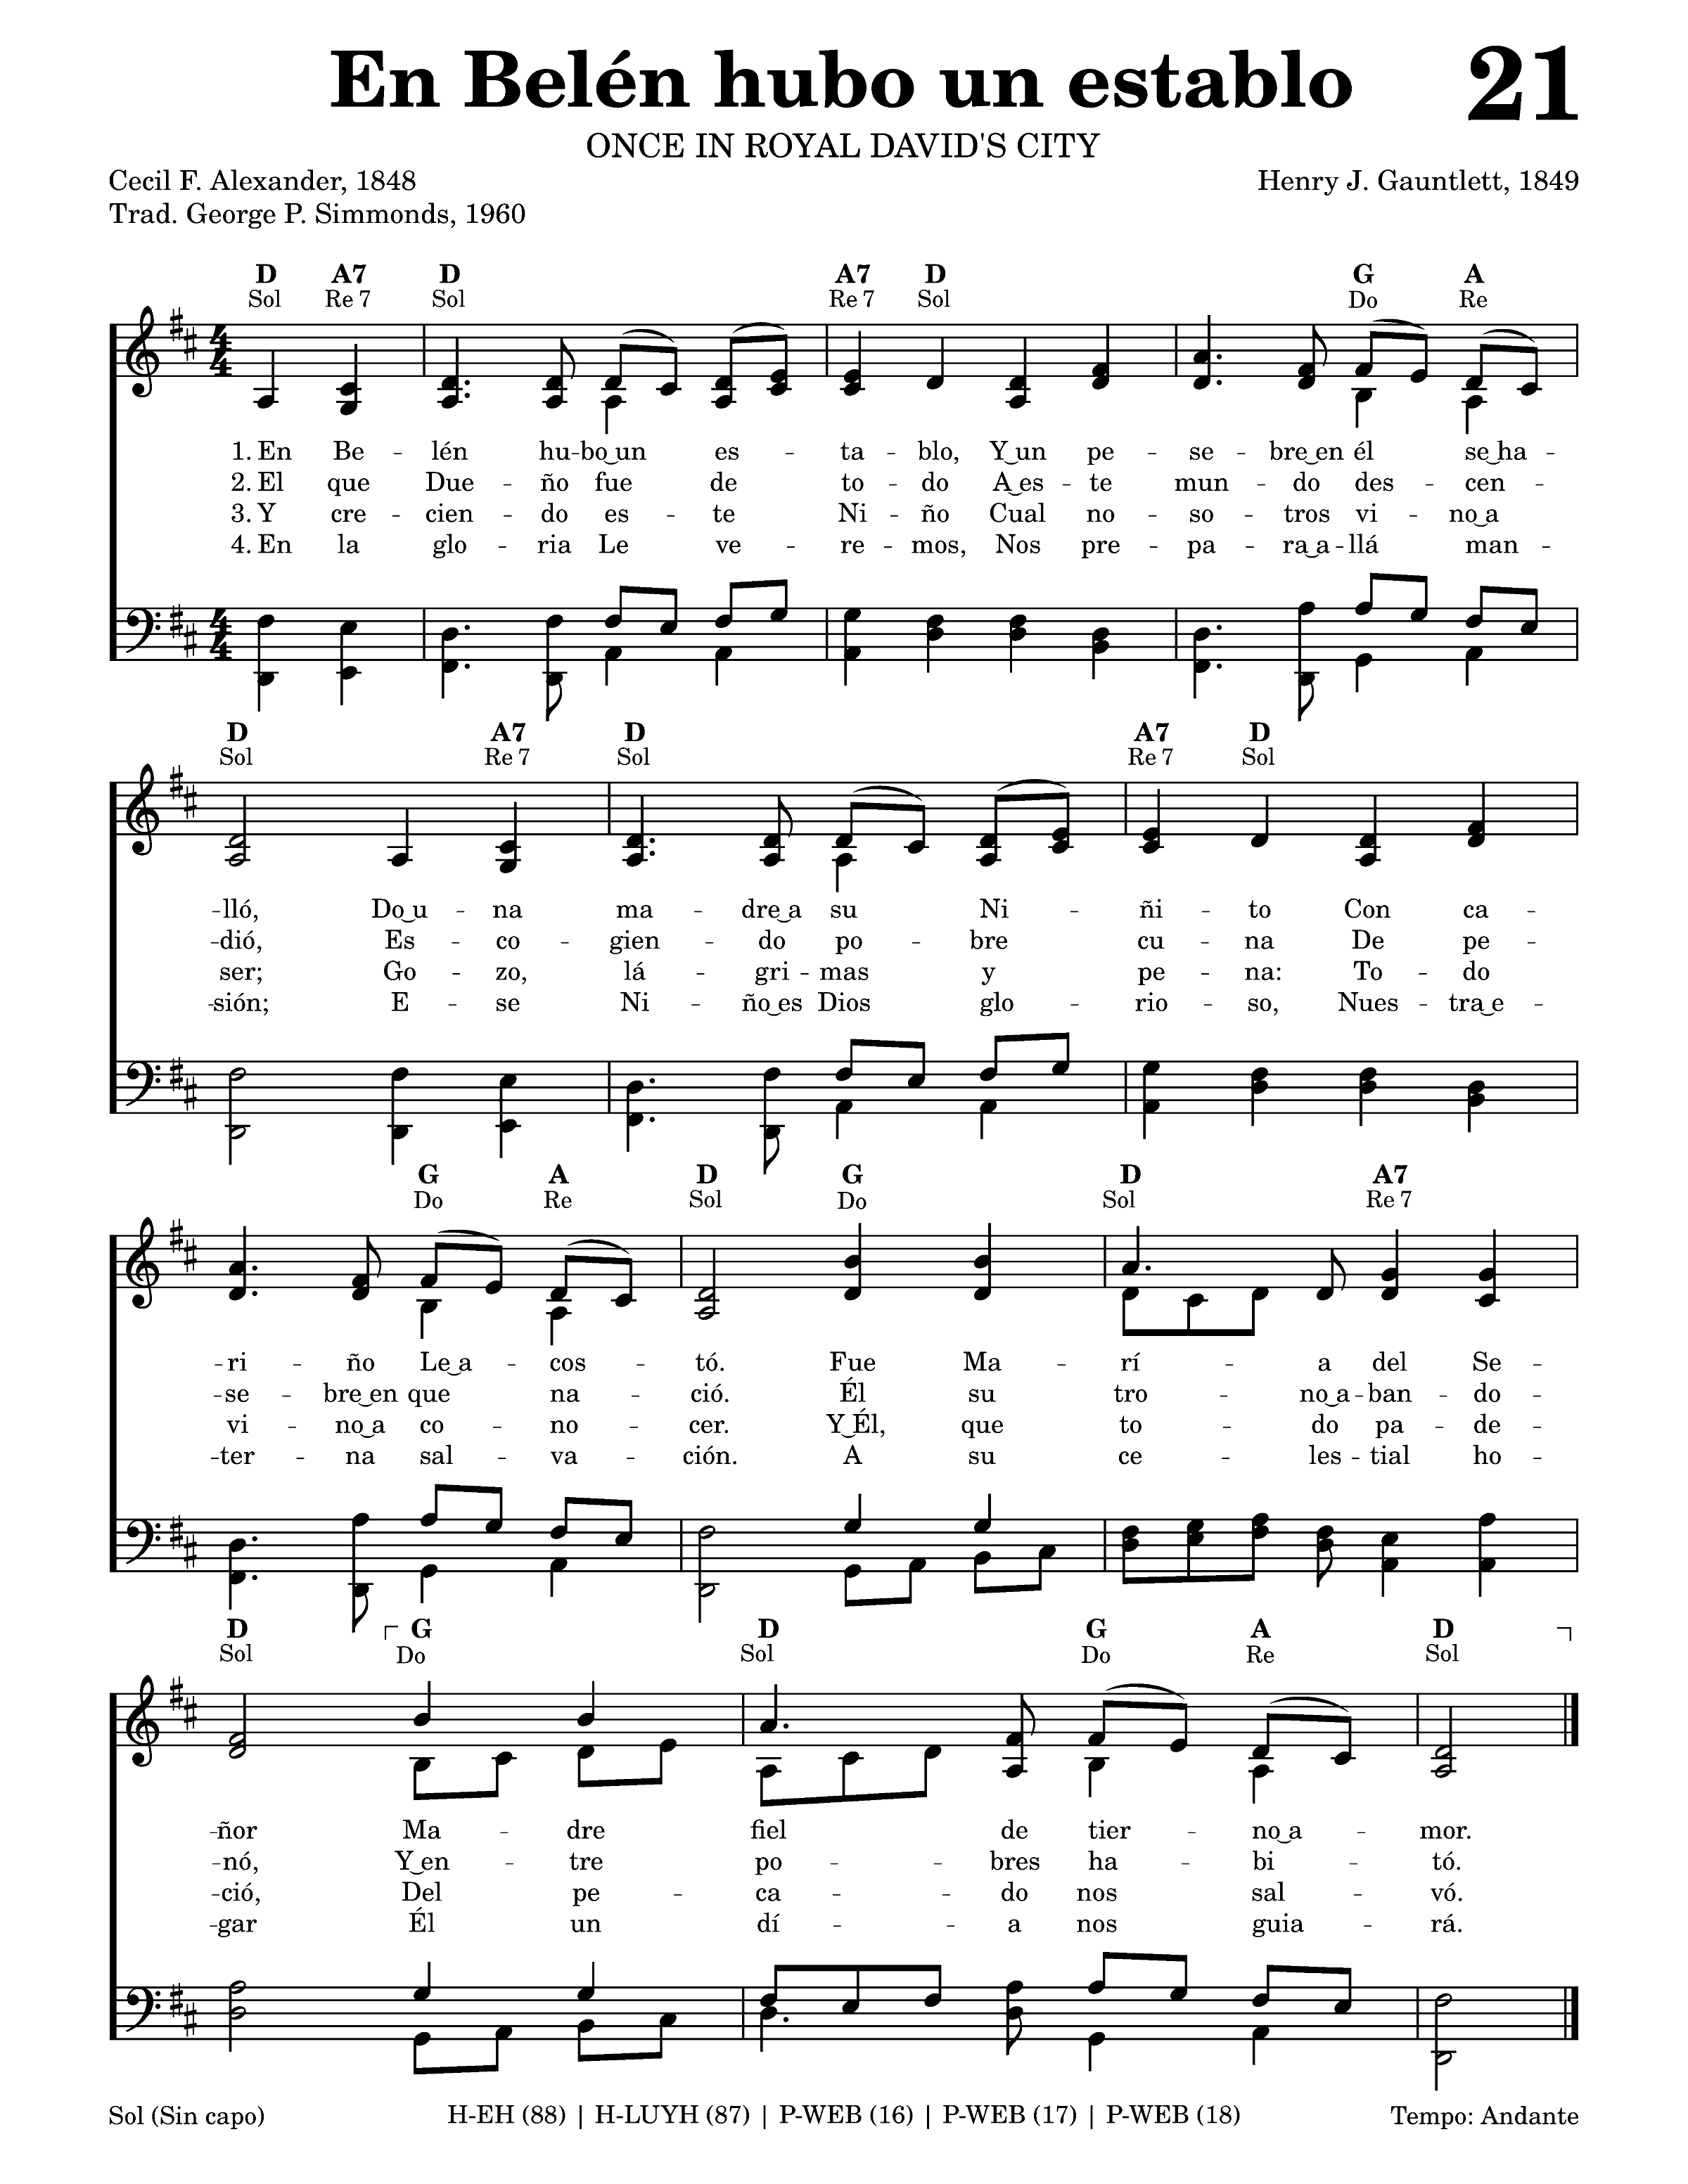 En Belén hubo un establo 21
ONCE IN ROYAL DAVID'S CITY
Cecil F. Alexander, 1848 Henry J. Gauntlett, 1849
Trad. George P. Simmonds, 1960
D A7 D A7 D G A
Sol Re 7 Sol Re 7 Sol Do Re
4 4
1. En Be - lén hu - bo‿un es - ta - blo, Y‿un pe - se - bre‿en él se‿ha -
2. El que Due - ño fue de to - do A‿es - te mun - do des - cen -
3. Y cre - cien - do es - te Ni - ño Cual no - so - tros vi - no‿a
4. En la glo - ria Le ve - re - mos, Nos pre - pa - ra‿a - llá man -
4 4
D A7 D A7 D
Sol Re 7 Sol Re 7 Sol
- lló, Do‿u - na ma - dre‿a su Ni - ñi - to Con ca -
- dió, Es - co - gien - do po - bre cu - na De pe -
ser; Go - zo, lá - gri - mas y pe - na: To - do
- sión; E - se Ni - ño‿es Dios glo - rio - so, Nues - tra‿e -
G A D G D A7
Do Re Sol Do Sol Re 7
- ri - ño Le‿a - cos - tó. Fue Ma - rí - a del Se -
- se - bre‿en que na - ció. Él su tro - no‿a - ban - do -
vi - no‿a co - no - cer. Y‿Él, que to - do pa - de -
- ter - na sal - va - ción. A su ce - les - tial ho -
D G D G A D
Sol Do Sol Do Re Sol
- ñor Ma - dre fiel de tier - no‿a - mor.
- nó, Y‿en - tre po - bres ha - bi - tó.
- ció, Del pe - ca - do nos sal - vó.
- gar Él un dí - a nos guia - rá.
Sol (Sin capo) H-EH (88) | H-LUYH (87) | P-WEB (16) | P-WEB (17) | P-WEB (18) Tempo: Andante